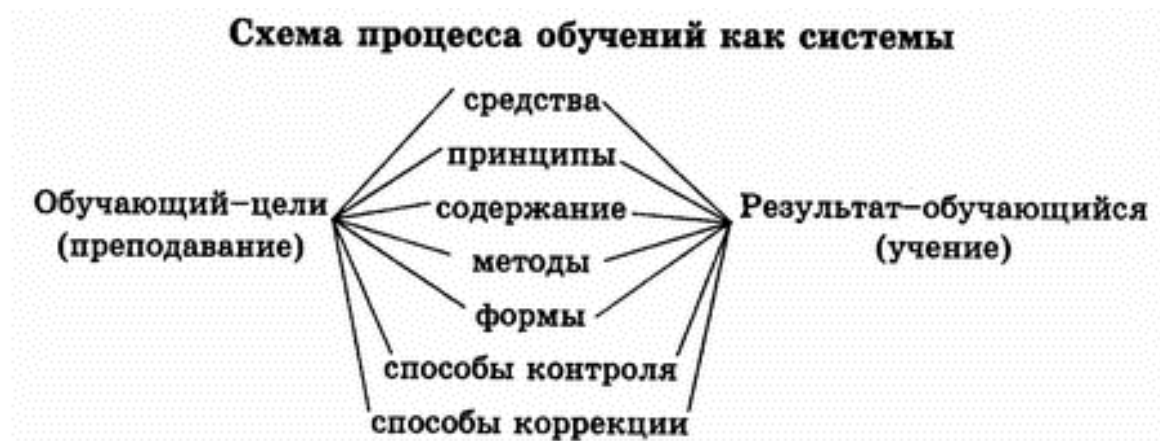 Схема процесса обучений как системы
средства
принципы
Обучающий–цели
(преподавание)
содержание
Результат–обучающийся
(учение)
методы
формы
способы контроля
способы коррекции